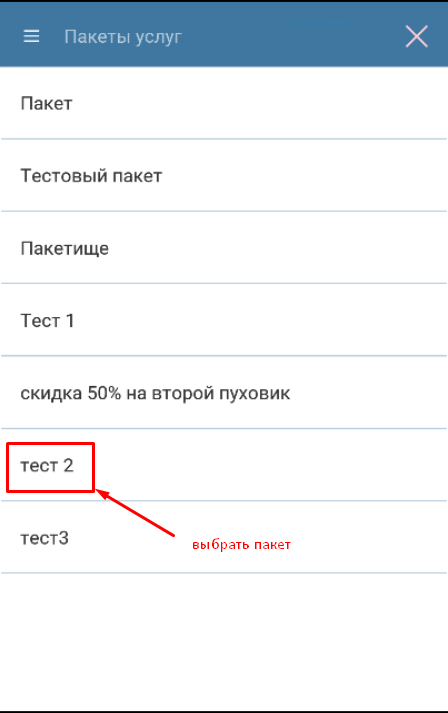 Пакеты услуг
Пакет
Тестовый пакет
Пакетище
Тест 1
скидка 50% на второй пуховик
тест 2
тест3
выбрать пакет